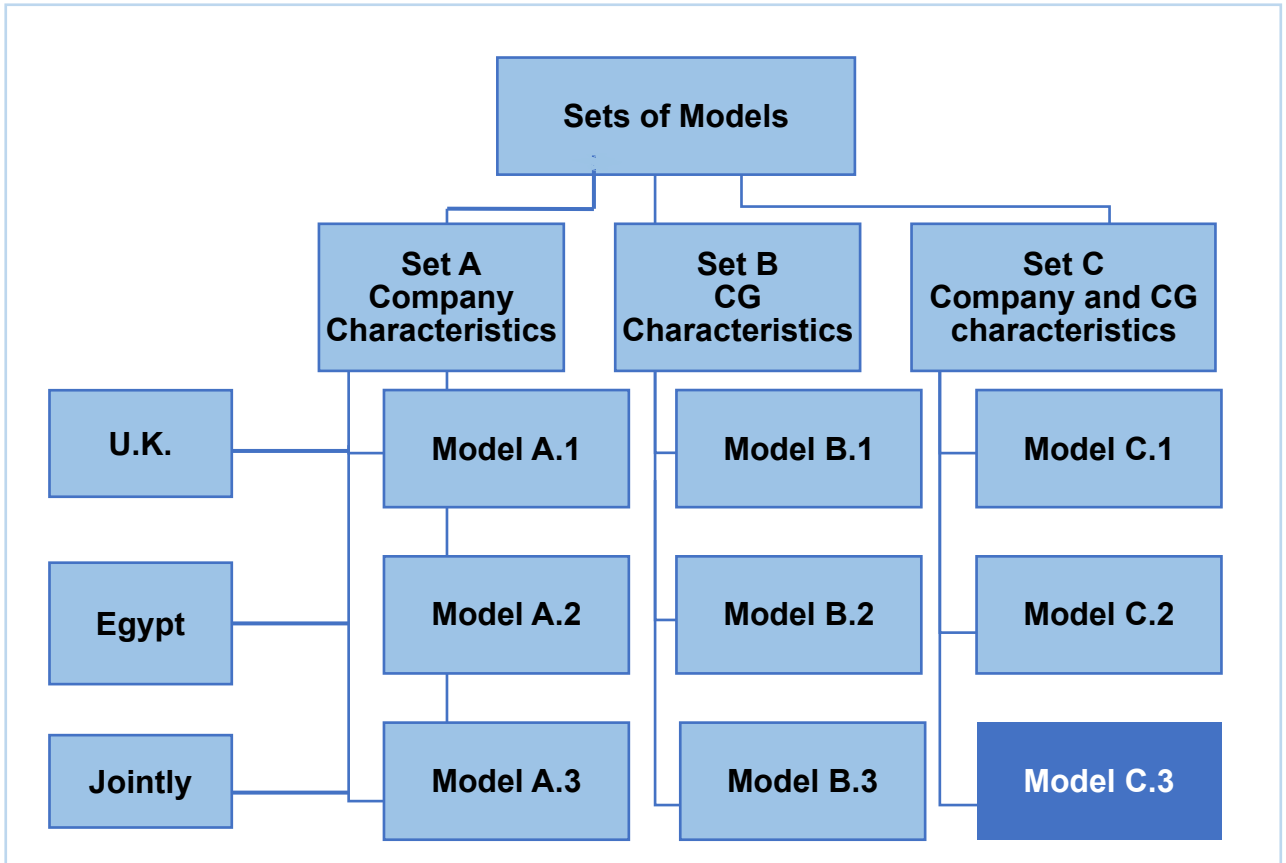 Sets of Models
Set A
Company
Characteristics
Set B
CG
Characteristics
Set C
Company and CG
characteristics
U.K.
Model A.1
Model B.1
Model C.1
Egypt
Model A.2
Model B.2
Model C.2
Jointly
Model A.3
Model B.3
Model C.3